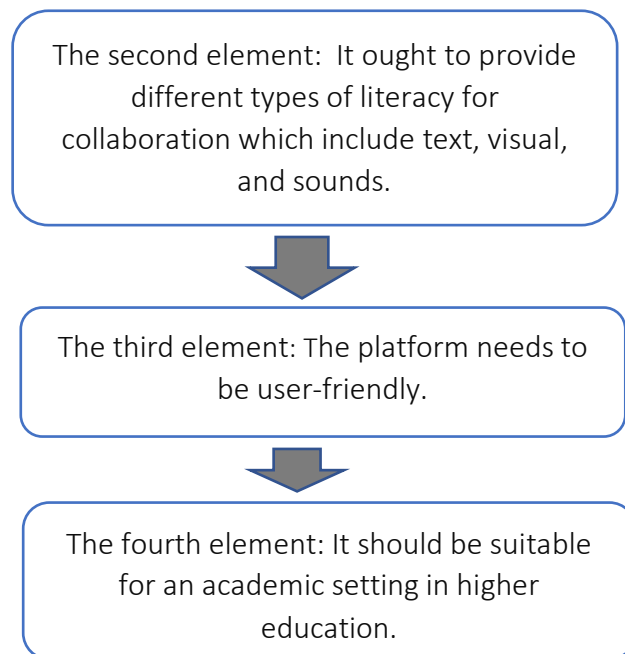 The second element:  It ought to provide
different types of literacy for
collaboration which include text, visual,
and sounds.
The third element: The platform needs to
be user-friendly.
The fourth element: It should be suitable
for an academic setting in higher
education.